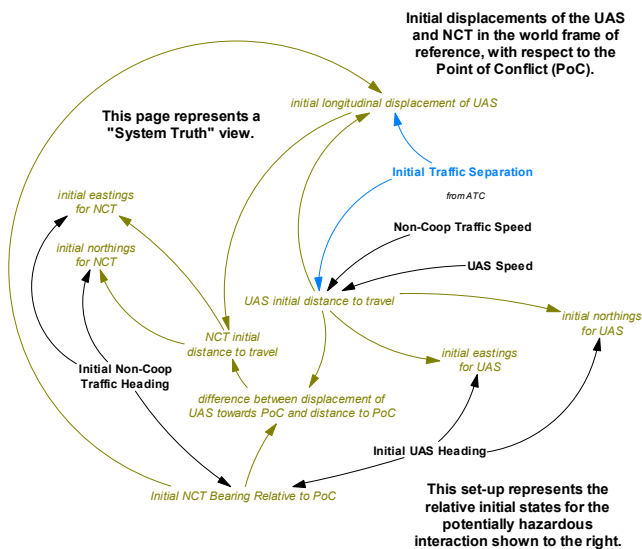 Initial displacements of the UAS
and NCT in the world frame of
reference, with respect to the
Point of Conflict (PoC).
This page represents a
"System Truth" view.
initial longitudinal displacement of UAS
Initial Traffic Separation
from ATC
initial eastings
for NCT
Non-Coop Traffic Speed
initial northings
for NCT
UAS Speed
UAS initial distance to travel
initial northings
for UAS
NCT initial
distance to travel
initial eastings
for UAS
Initial Non-Coop
Traffic Heading
difference between displacement of
UAS towards PoC and distance to PoC
Initial UAS Heading
Initial NCT Bearing Relative to PoC
This set-up represents the
relative initial states for the
potentially hazardous
interaction shown to the right.